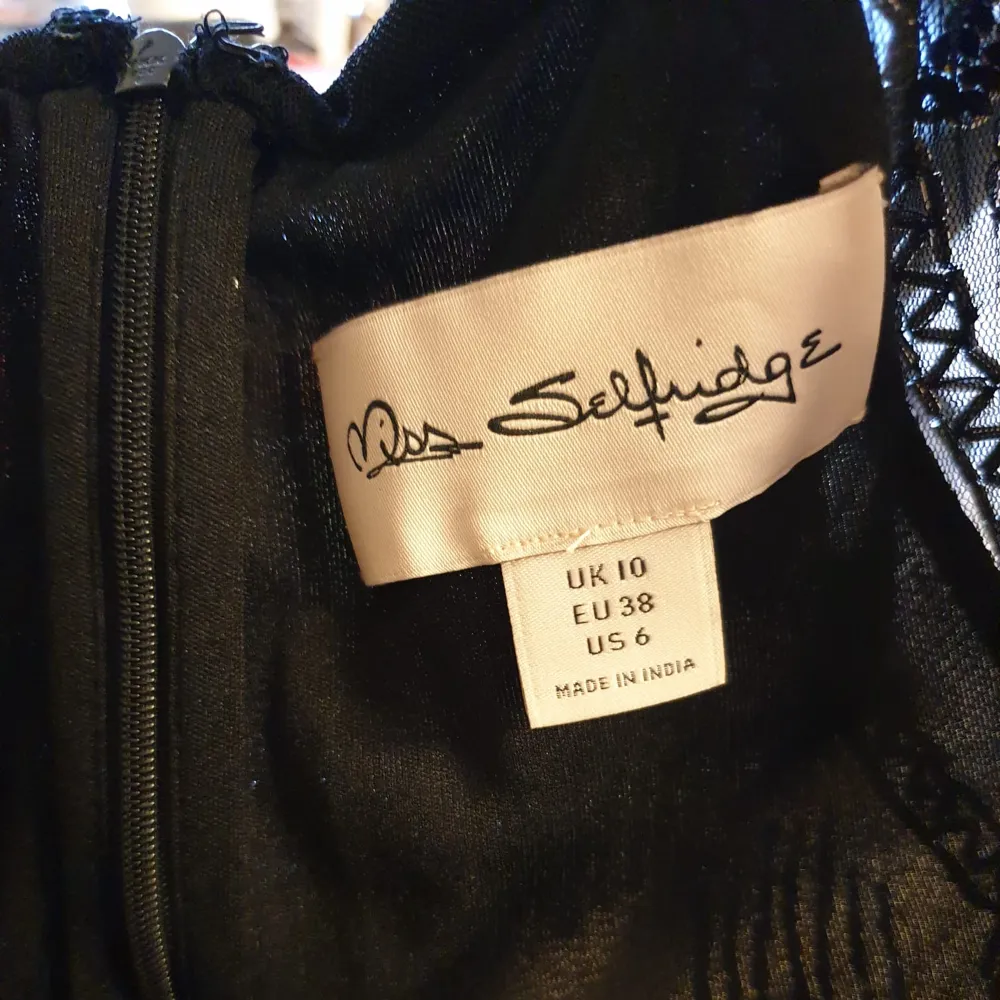 Miss Selfridge
UK 10
EU 38
US 6
MADE IN INDIA